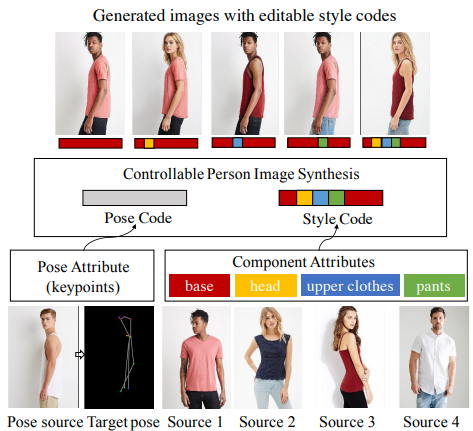 Generated images with editable style codes
Controllable Person Image Synthesis
Pose Code
Style Code
Pose Attribute
(keypoints)
Component Attributes
base head upper clothes pants
Pose source Target pose Source 1 Source 2 Source 3 Source 4